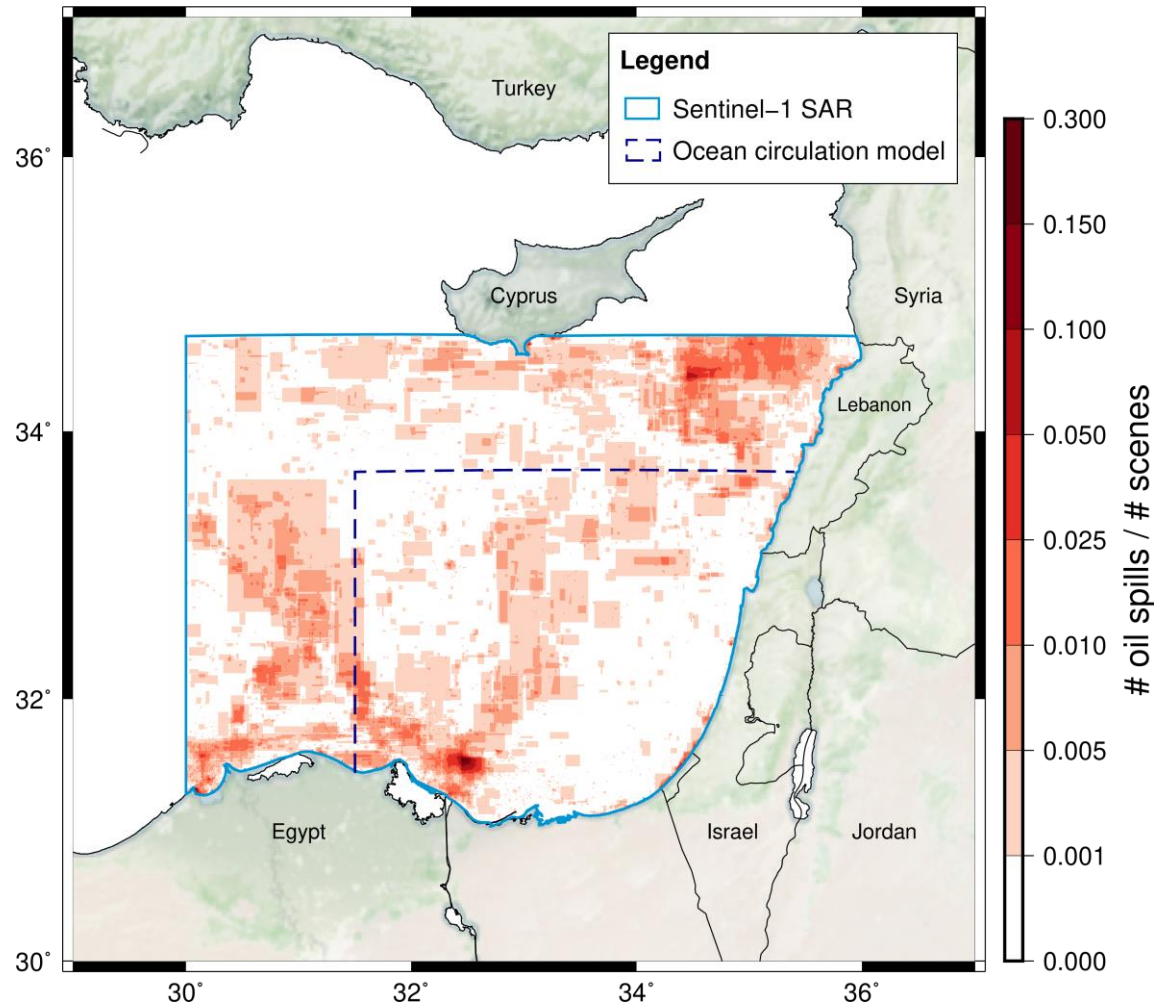 Legend
Sentinel−1 SAR
Ocean circulation model
Turkey
Cyprus
Syria
Lebanon
Egypt
Israel
Jordan
36˚
34˚
32˚
30˚
30˚
32˚
34˚
36˚
0.300
0.150
0.100
0.050
0.025
0.010
0.005
0.001
0.000
# oil spills / # scenes